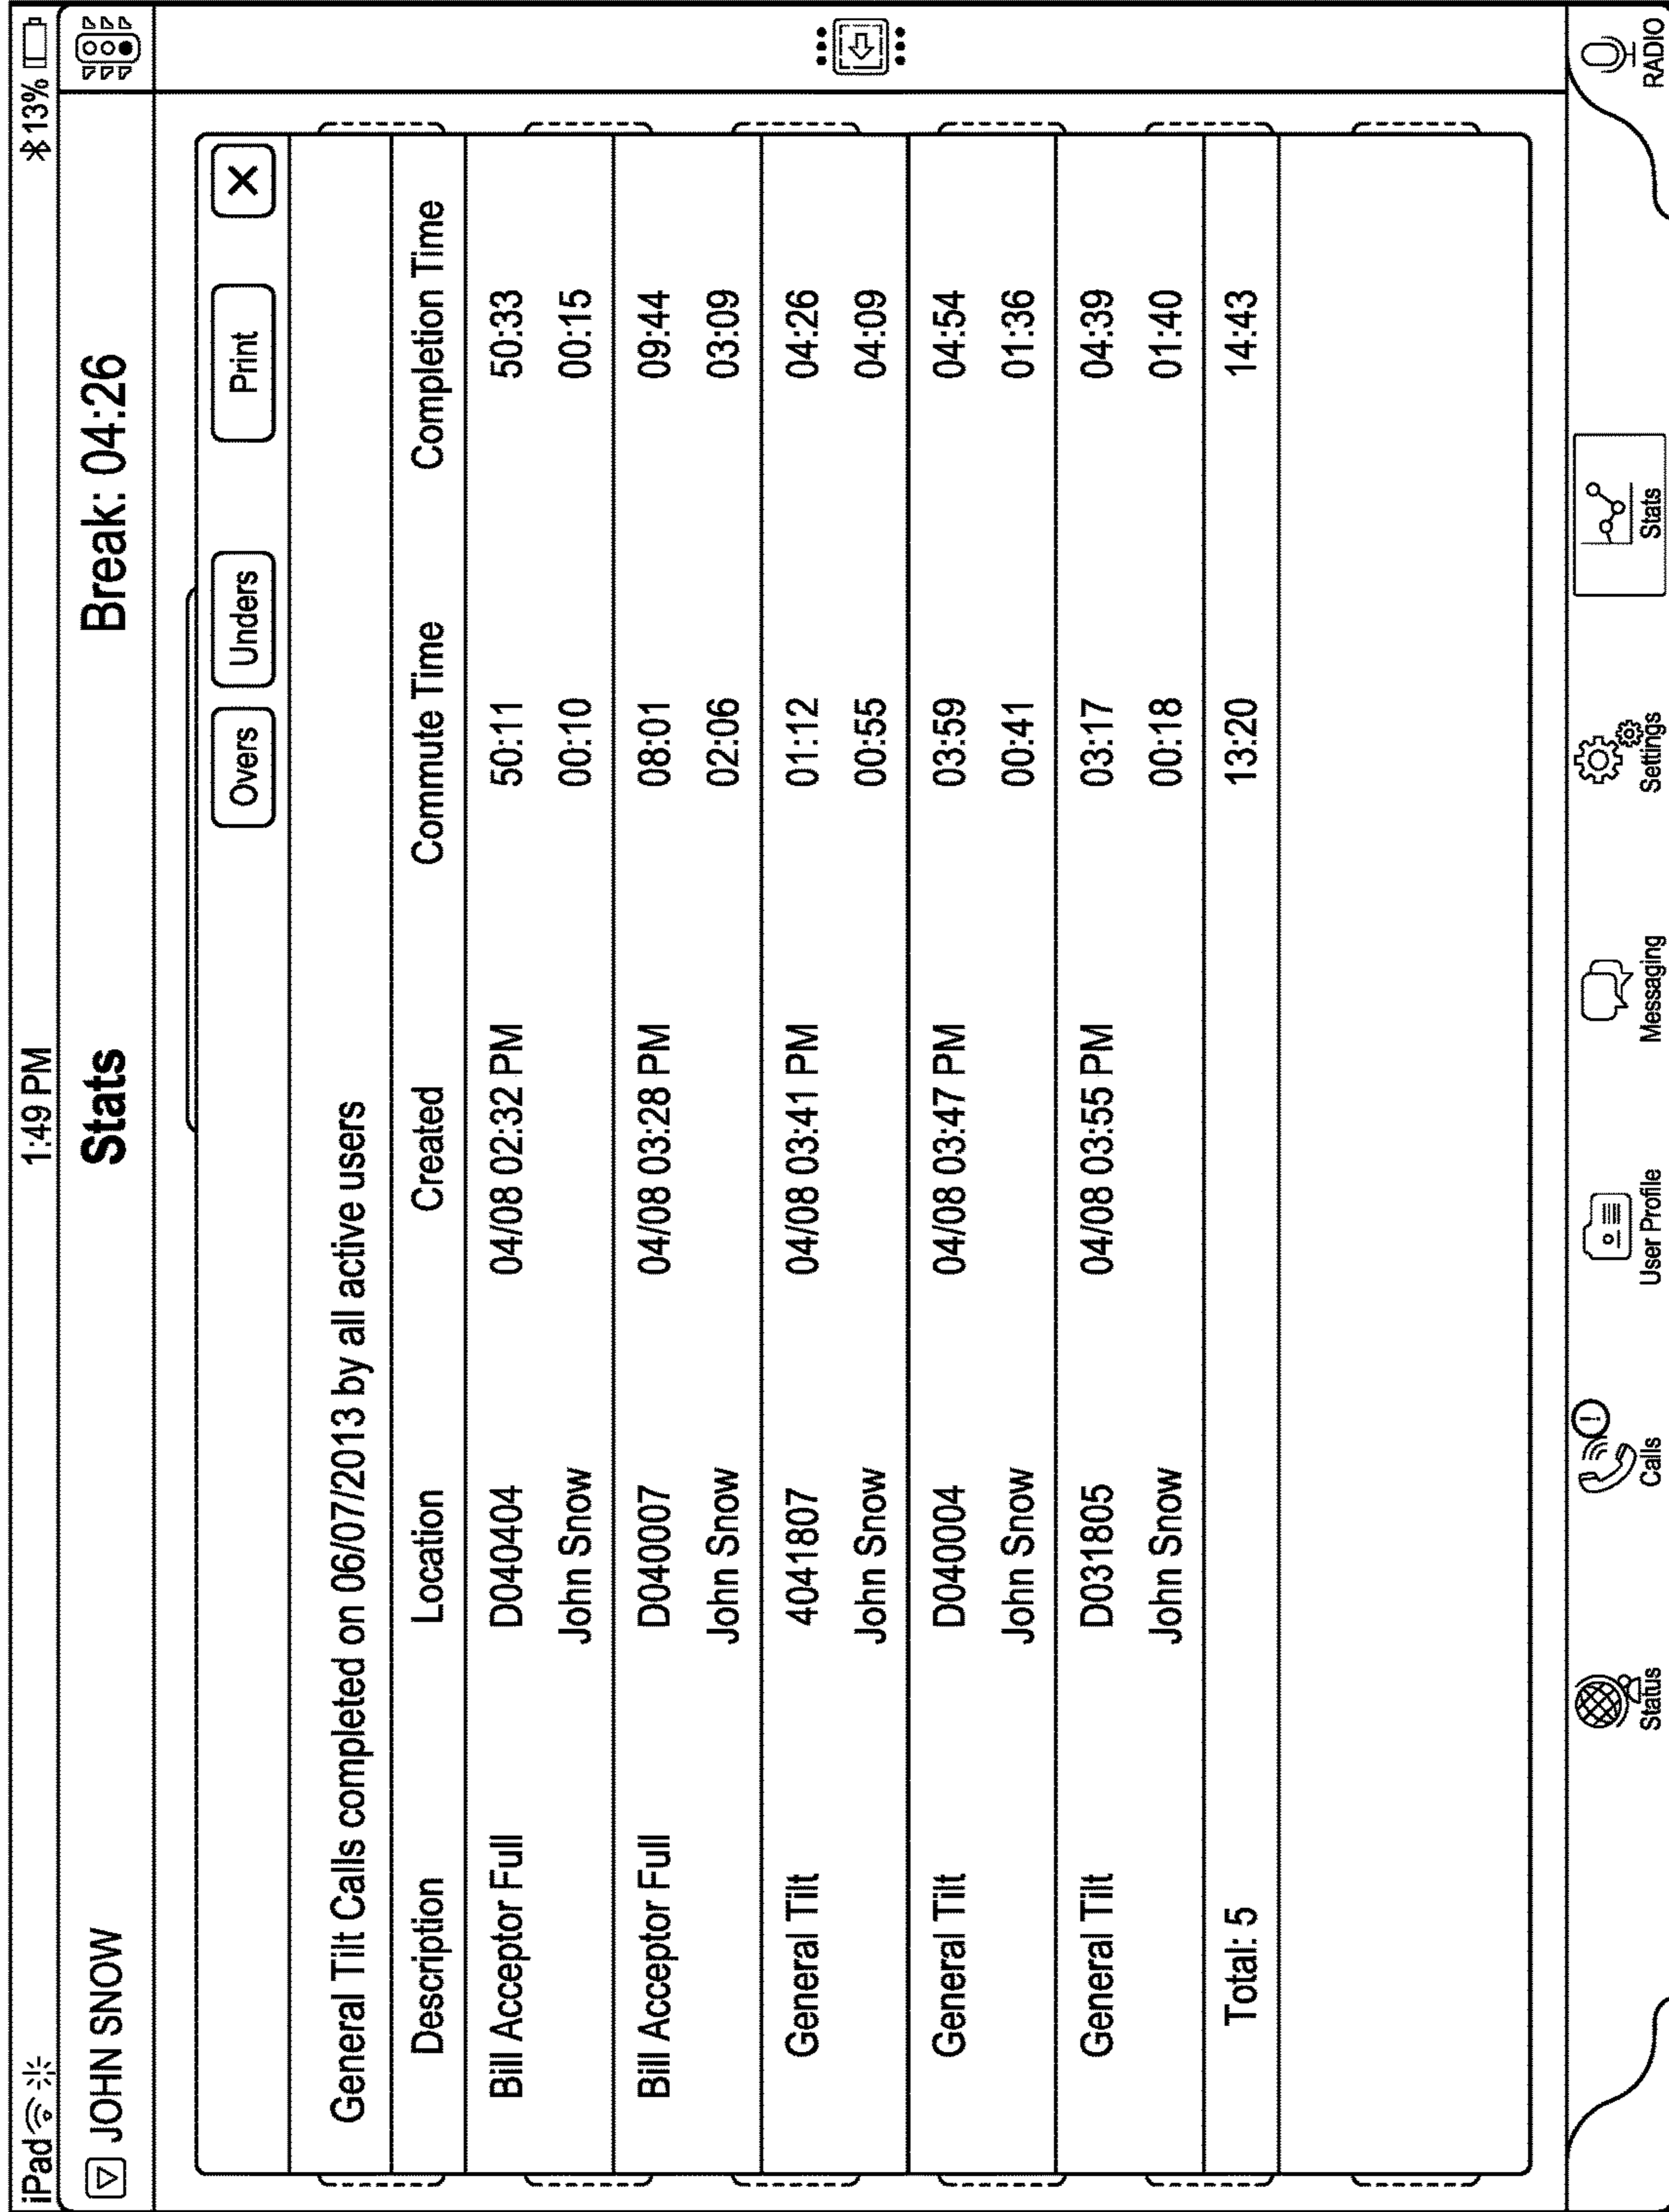 iPad 1:49 PM 13%
JOHN SNOW Stats Break: 04:26
Overs Unders Print X
General Tilt Calls completed on 06/07/2013 by all active users
Description Location Created Commute Time Completion Time
Bill Acceptor Full D040404 04/08 02:32 PM 50:11 50:33
John Snow 00:10 00:15
Bill Acceptor Full D040007 04/08 03:28 PM 08:01 09:44
John Snow 02:06 03:09
General Tilt 4041807 04/08 03:41 PM 01:12 04:26
John Snow 00:55 04:09
General Tilt D040004 04/08 03:47 PM 03:59 04:54
John Snow 00:41 01:36
General Tilt D031805 04/08 03:55 PM 03:17 04:39
John Snow 00:18 01:40
Total: 5 13:20 14:43
Status Calls User Profile Messaging Settings Stats RADIO